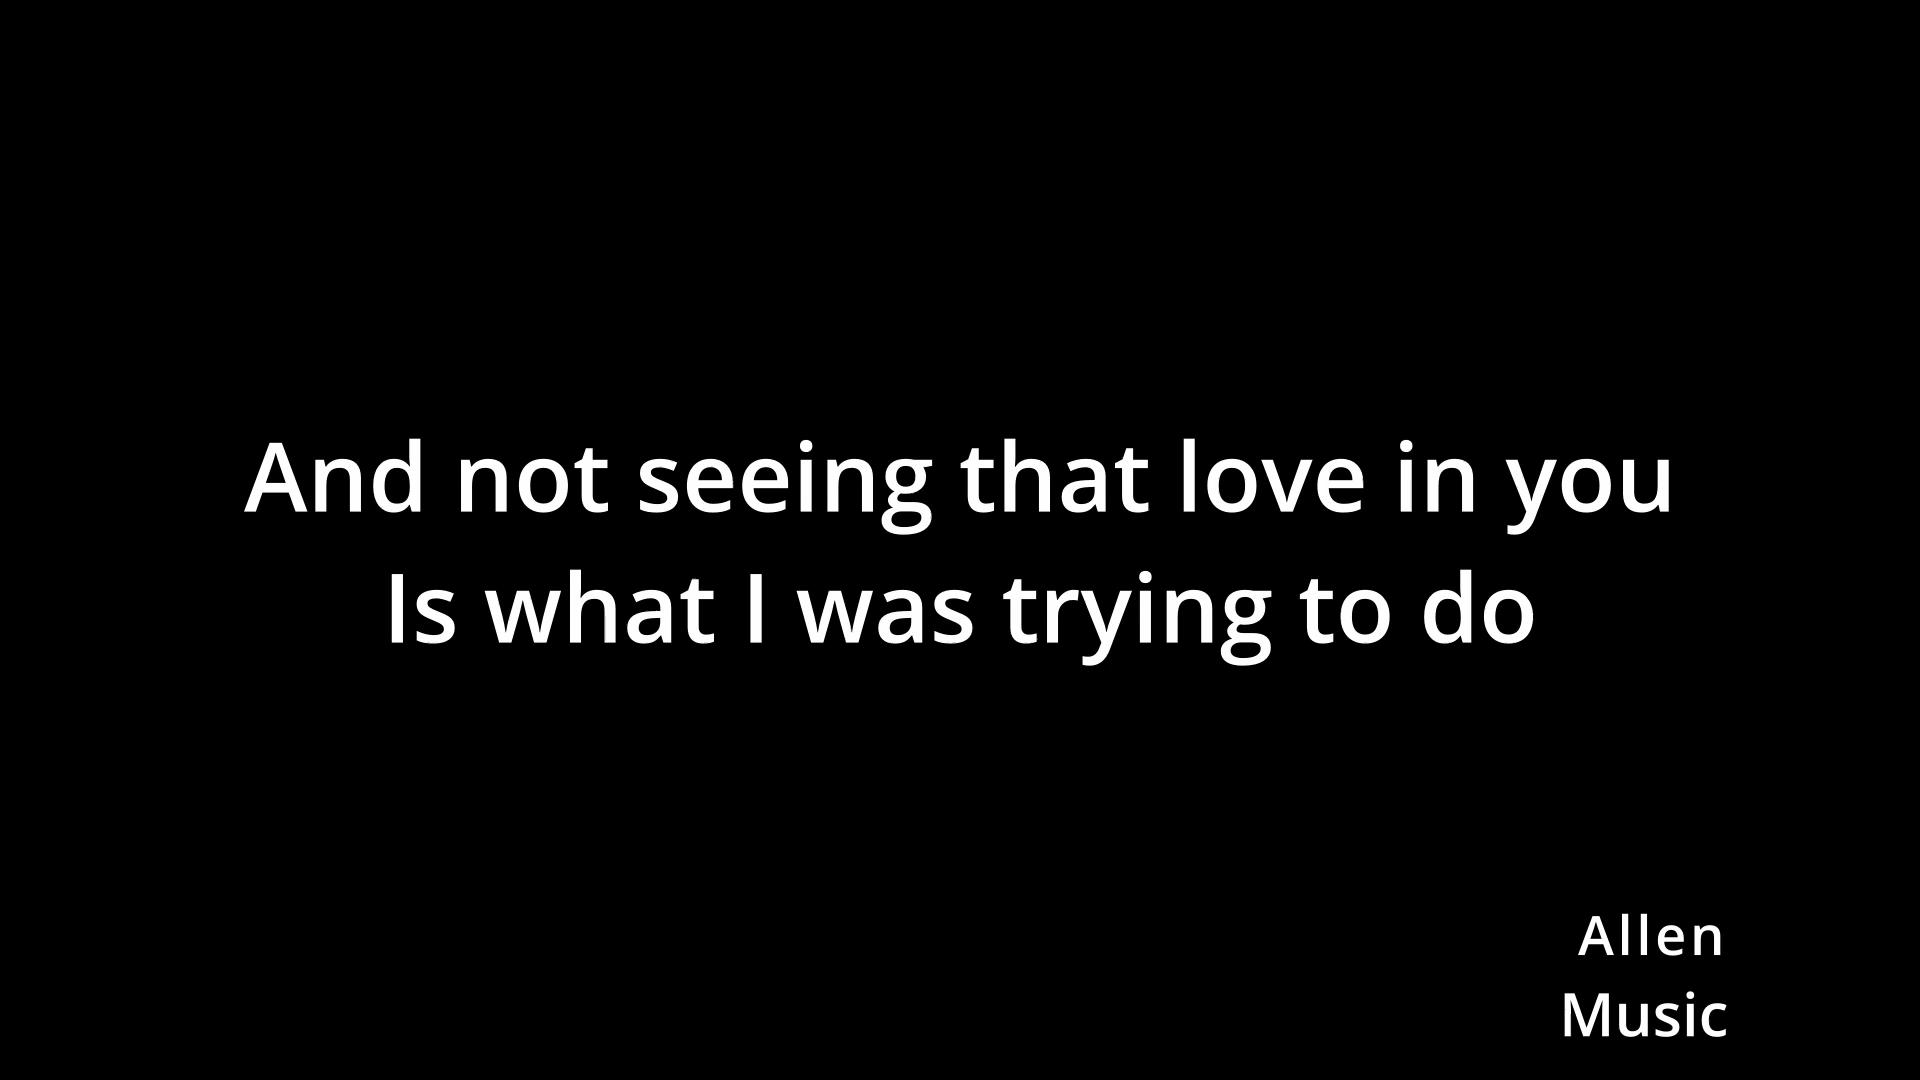 And not seeing that love in you
Is what I was trying to do
Allen
Music